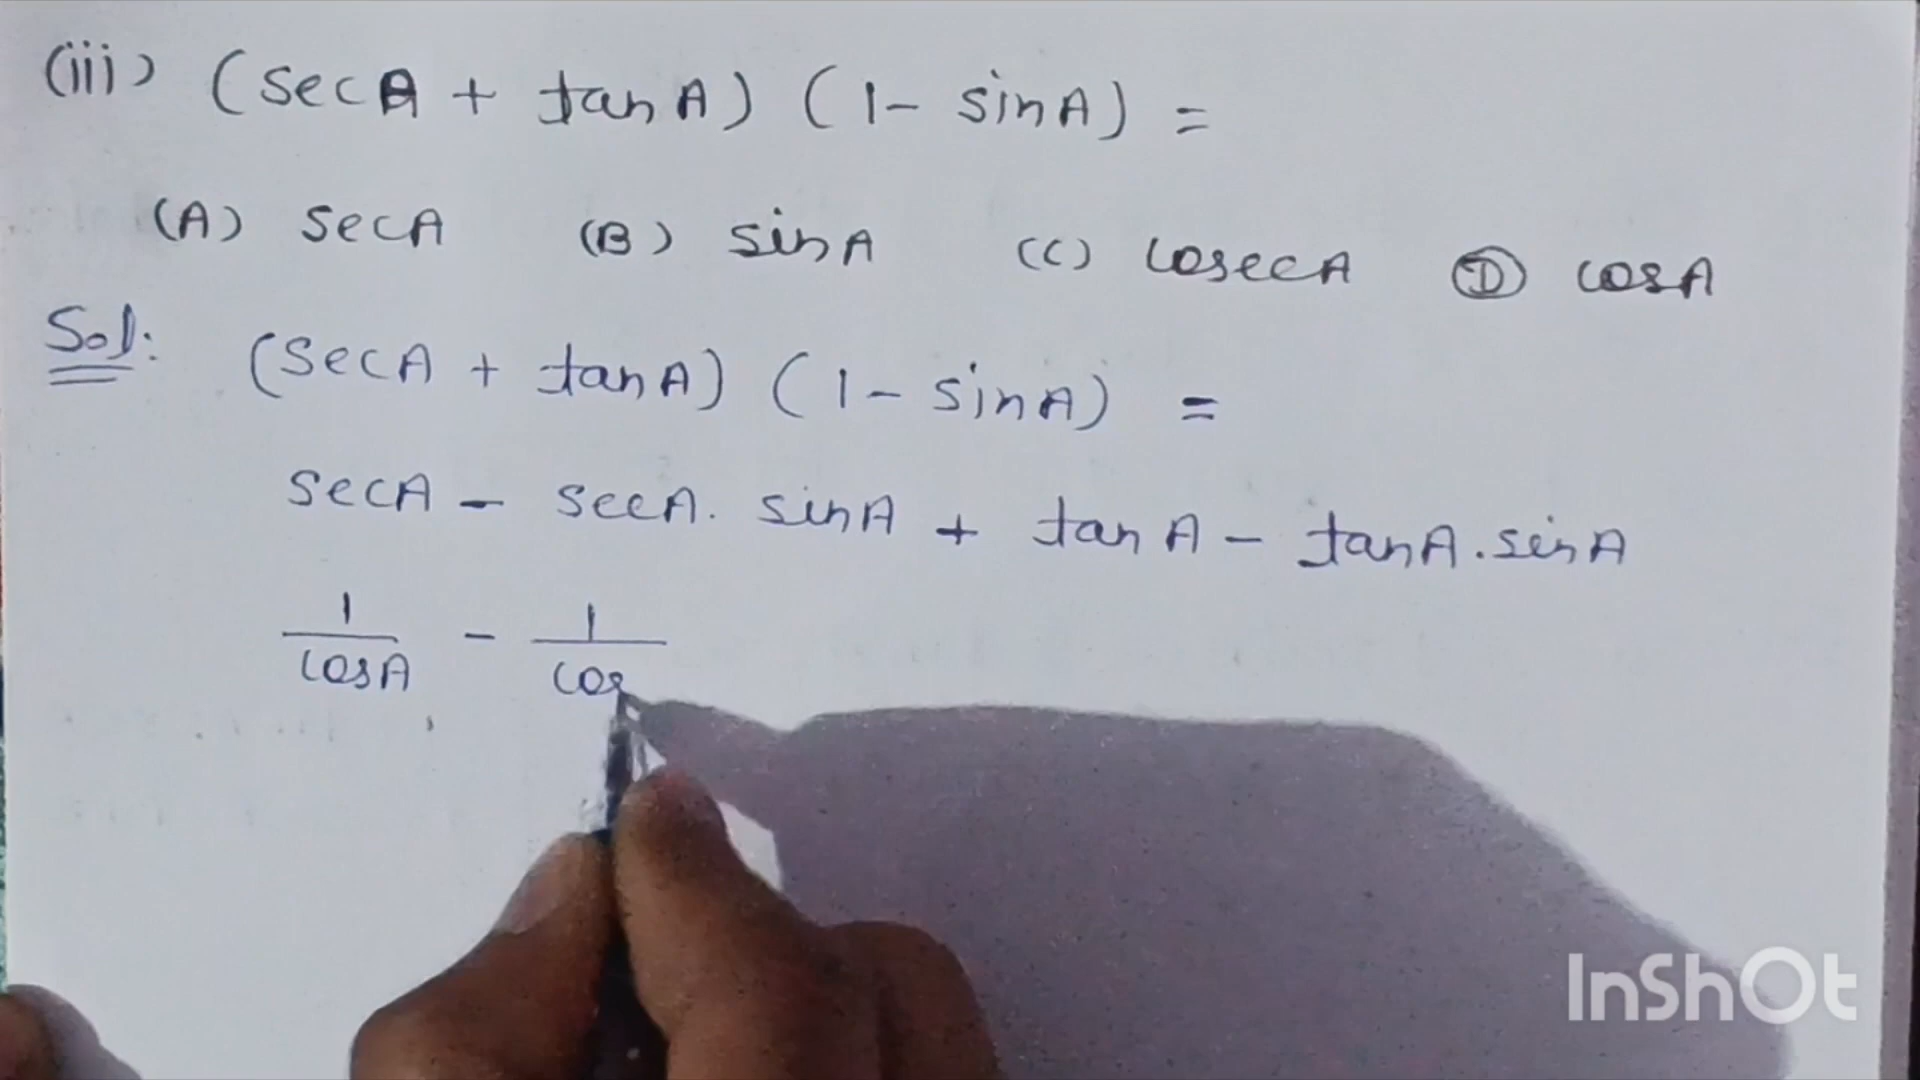 (iii) (secA + tanA) (1 - sinA) =
(A) secA (B) sinA (C) cosecA (D) cosA
Sol: (secA + tanA) (1 - sinA) =
secA - secA. sinA + tanA - tanA.sinA
1/cosA - 1/cos
InShOt